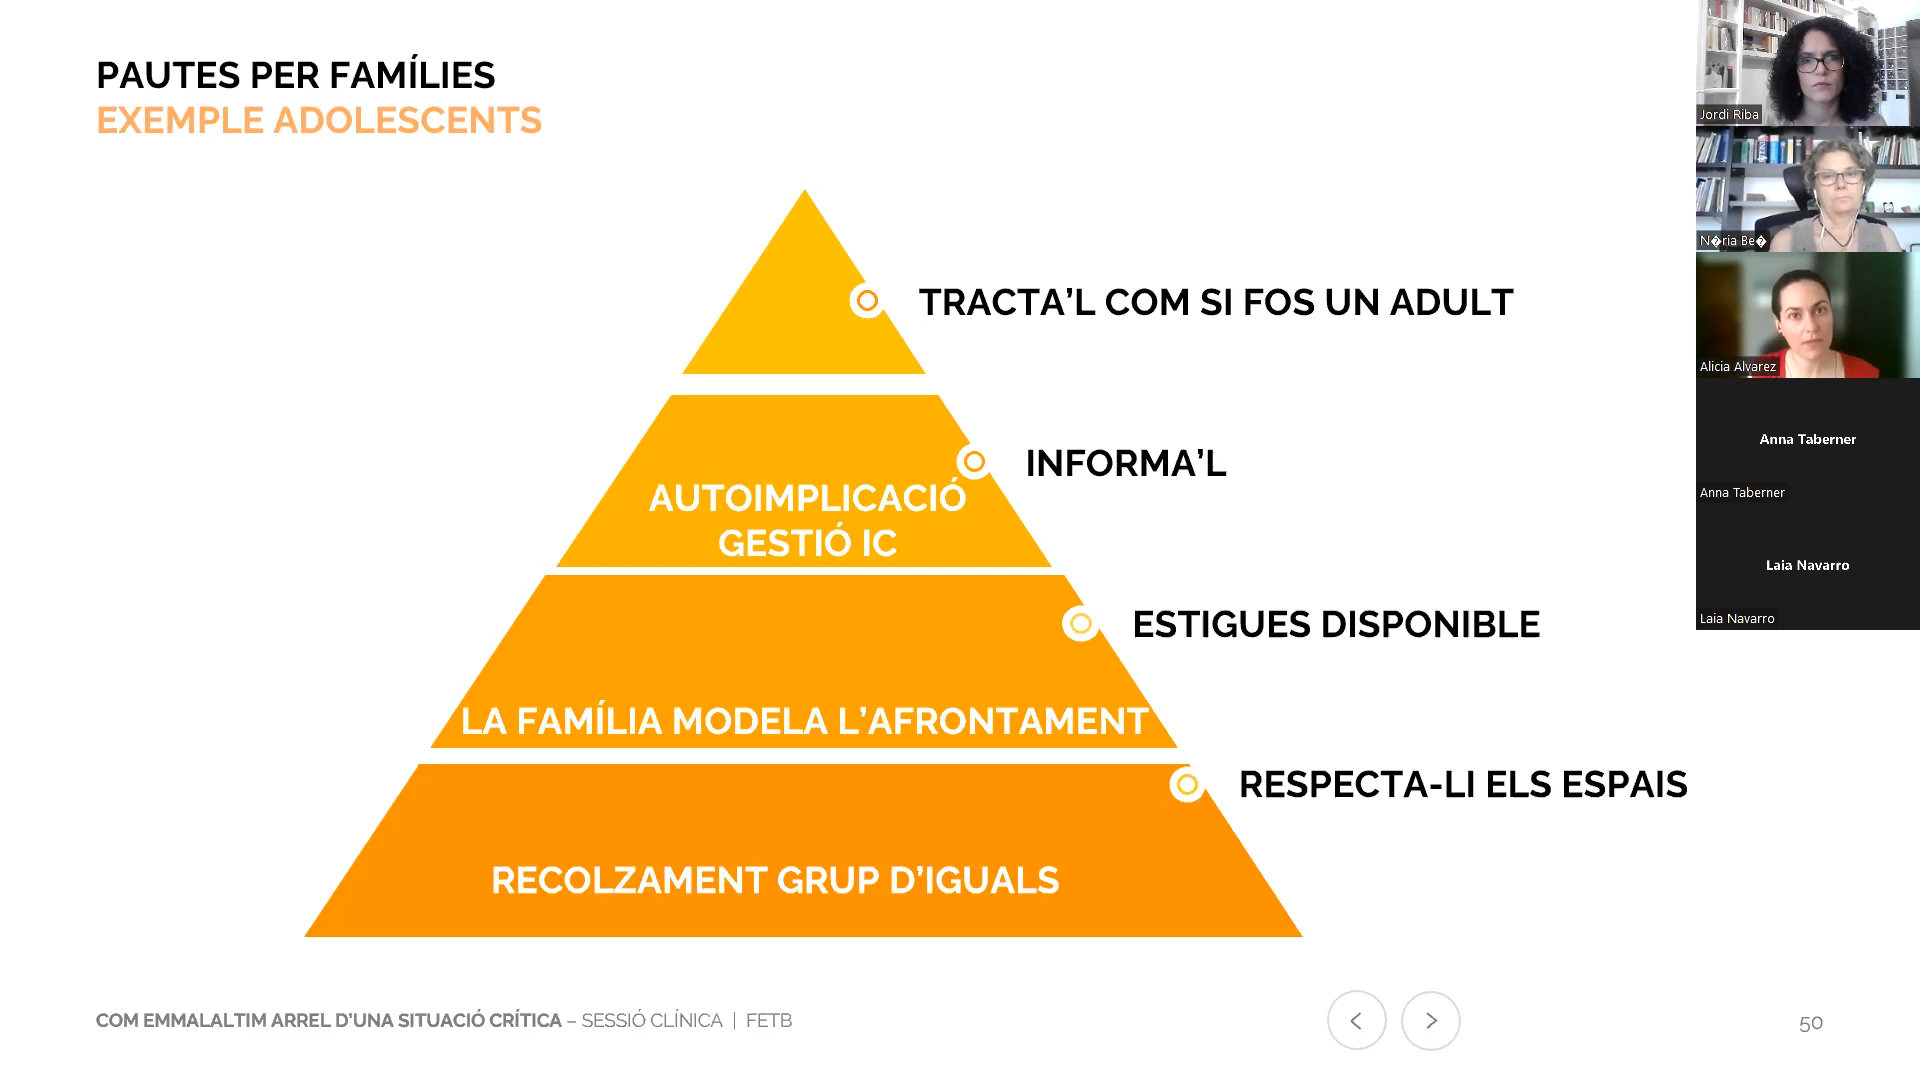 PAUTES PER FAMÍLIES
EXEMPLE ADOLESCENTS
TRACTA'L COM SI FOS UN ADULT
INFORMA'L
AUTOIMPLICACIÓ
GESTIÓ IC
ESTIGUES DISPONIBLE
LA FAMÍLIA MODELA L'AFRONTAMENT
RESPECTA-LI ELS ESPAIS
RECOLZAMENT GRUP D'IGUALS
COM EMMALALTIM ARREL D'UNA SITUACIÓ CRÍTICA – SESSIÓ CLÍNICA | FETB
50
Jordi Riba
N�ria Be�
Alicia Alvarez
Anna Taberner
Anna Taberner
Laia Navarro
Laia Navarro